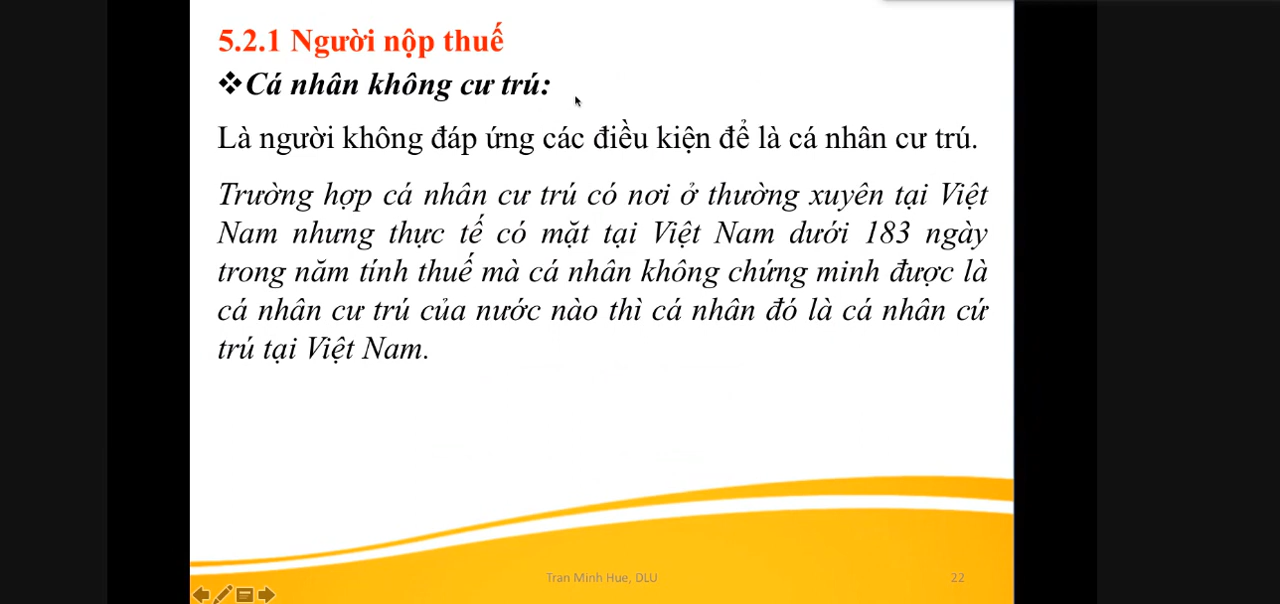 5.2.1 Người nộp thuế
❖Cá nhân không cư trú:
Là người không đáp ứng các điều kiện để là cá nhân cư trú.
Trường hợp cá nhân cư trú có nơi ở thường xuyên tại Việt
Nam nhưng thực tế có mặt tại Việt Nam dưới 183 ngày
trong năm tính thuế mà cá nhân không chứng minh được là
cá nhân cư trú của nước nào thì cá nhân đó là cá nhân cứ
trú tại Việt Nam.
Tran Minh Hue, DLU
22